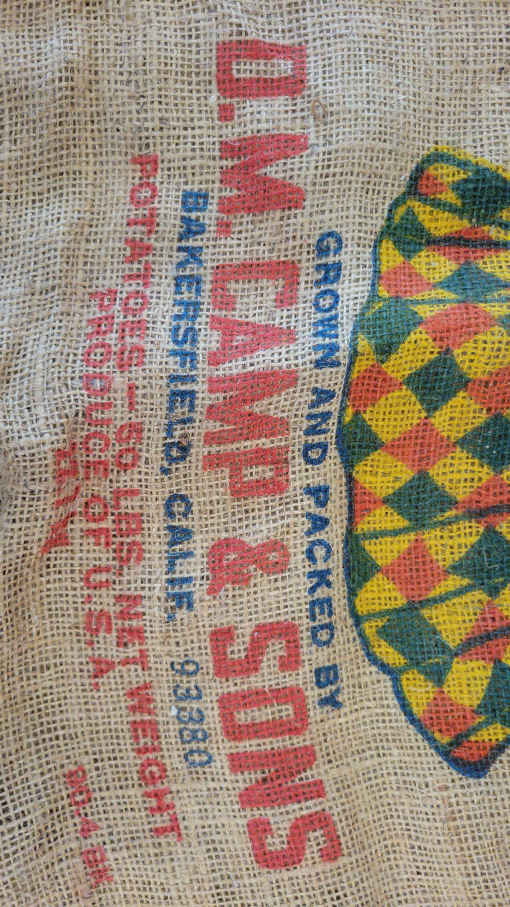 GROWN AND PACKED BY
D.M. CAMP & SONS
BAKERSFIELD, CALIF. 93380
POTATOES – 50 LBS. NET WEIGHT
PRODUCE OF U.S.A.